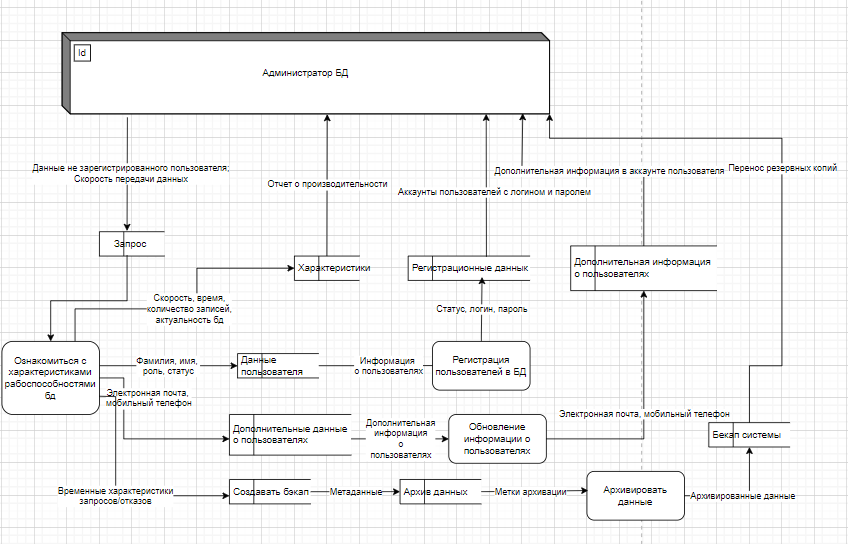 Id
Администратор БД
Данные не зарегистрированного пользователя;
Скорость передачи данных
Отчет о производительности
Аккаунты пользователей с логином и паролем
Дополнительная информация в аккаунте пользователя
Перенос резервных копий
Запрос
Характеристики
Регистрационные даннык
Дополнительная информация
о пользователях
Скорость, время,
количество записей,
актуальность бд
Статус, логин, пароль
Ознакомиться с
характеристиками
рабоспособностями
бд
Фамилия, имя,
роль, статус
Данные
пользователя
Информация
о пользователях
Регистрация
пользователей в БД
Электронная почта,
мобильный телефон
Дополнительные данные
о пользователях
Дополнительная
информация
о
пользователях
Обновление
информации о
пользователях
Электронная почта, мобильный телефон
Бекап системы
Временные характеристики
запросов/отказов
Создавать бэкап
Метаданные
Архив данных
Метки архивации
Архивировать
данные
Архивированные данные